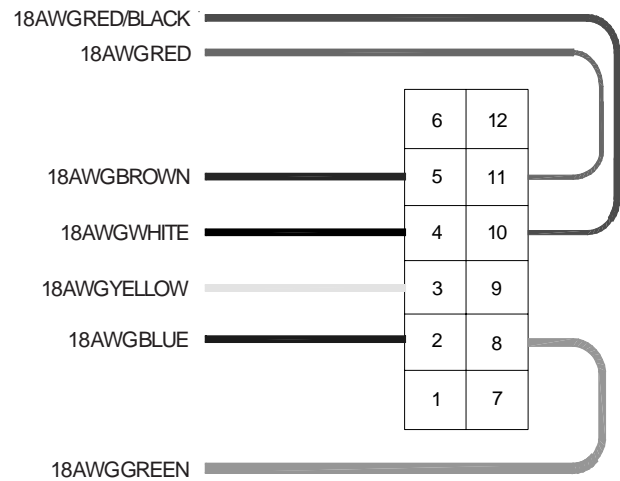 18AWGRED/BLACK
18AWGRED
6 12
18AWGBROWN 5 11
18AWGWHITE 4 10
18AWGYELLOW 3 9
18AWGBLUE 2 8
1 7
18AWGGREEN